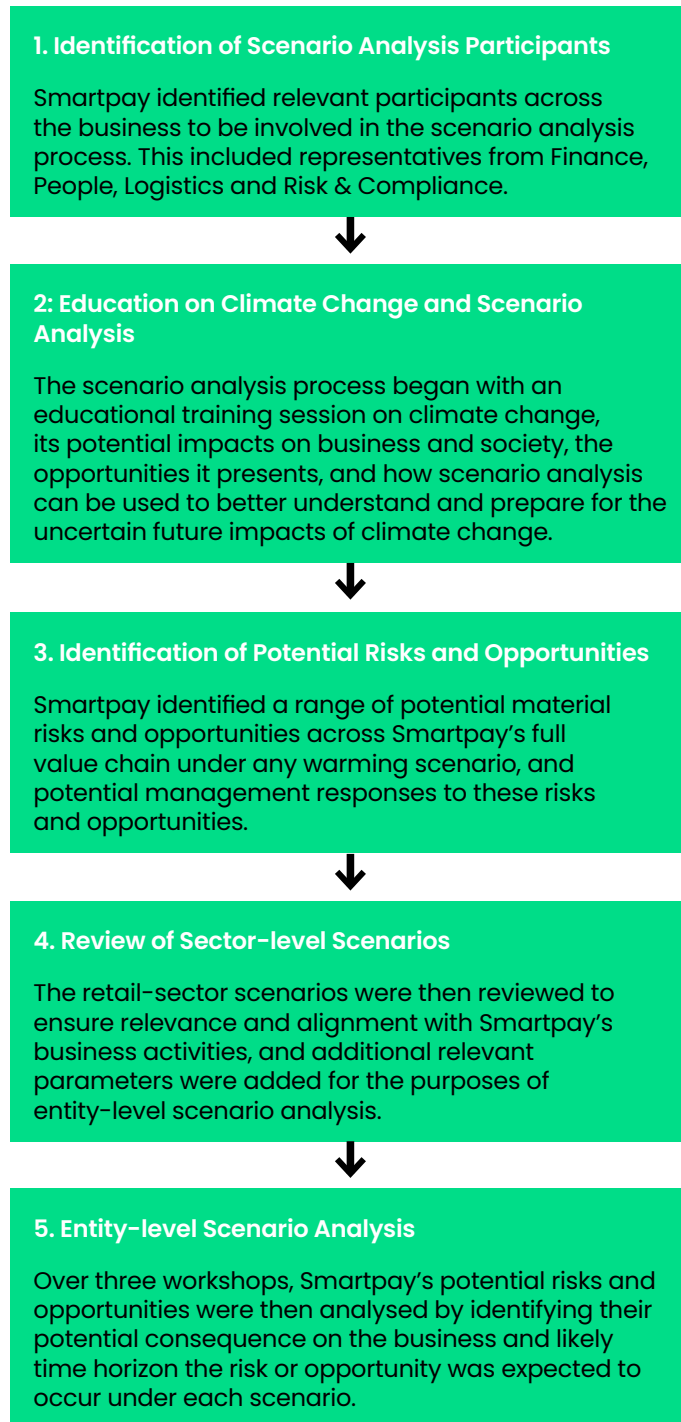 1. Identification of Scenario Analysis Participants
Smartpay identified relevant participants across
the business to be involved in the scenario analysis
process. This included representatives from Finance,
People, Logistics and Risk & Compliance.
2: Education on Climate Change and Scenario
Analysis
The scenario analysis process began with an
educational training session on climate change,
its potential impacts on business and society, the
opportunities it presents, and how scenario analysis
can be used to better understand and prepare for the
uncertain future impacts of climate change.
3. Identification of Potential Risks and Opportunities
Smartpay identified a range of potential material
risks and opportunities across Smartpay’s full
value chain under any warming scenario, and
potential management responses to these risks
and opportunities.
4. Review of Sector-level Scenarios
The retail-sector scenarios were then reviewed to
ensure relevance and alignment with Smartpay’s
business activities, and additional relevant
parameters were added for the purposes of
entity-level scenario analysis.
5. Entity-level Scenario Analysis
Over three workshops, Smartpay’s potential risks and
opportunities were then analysed by identifying their
potential consequence on the business and likely
time horizon the risk or opportunity was expected to
occur under each scenario.